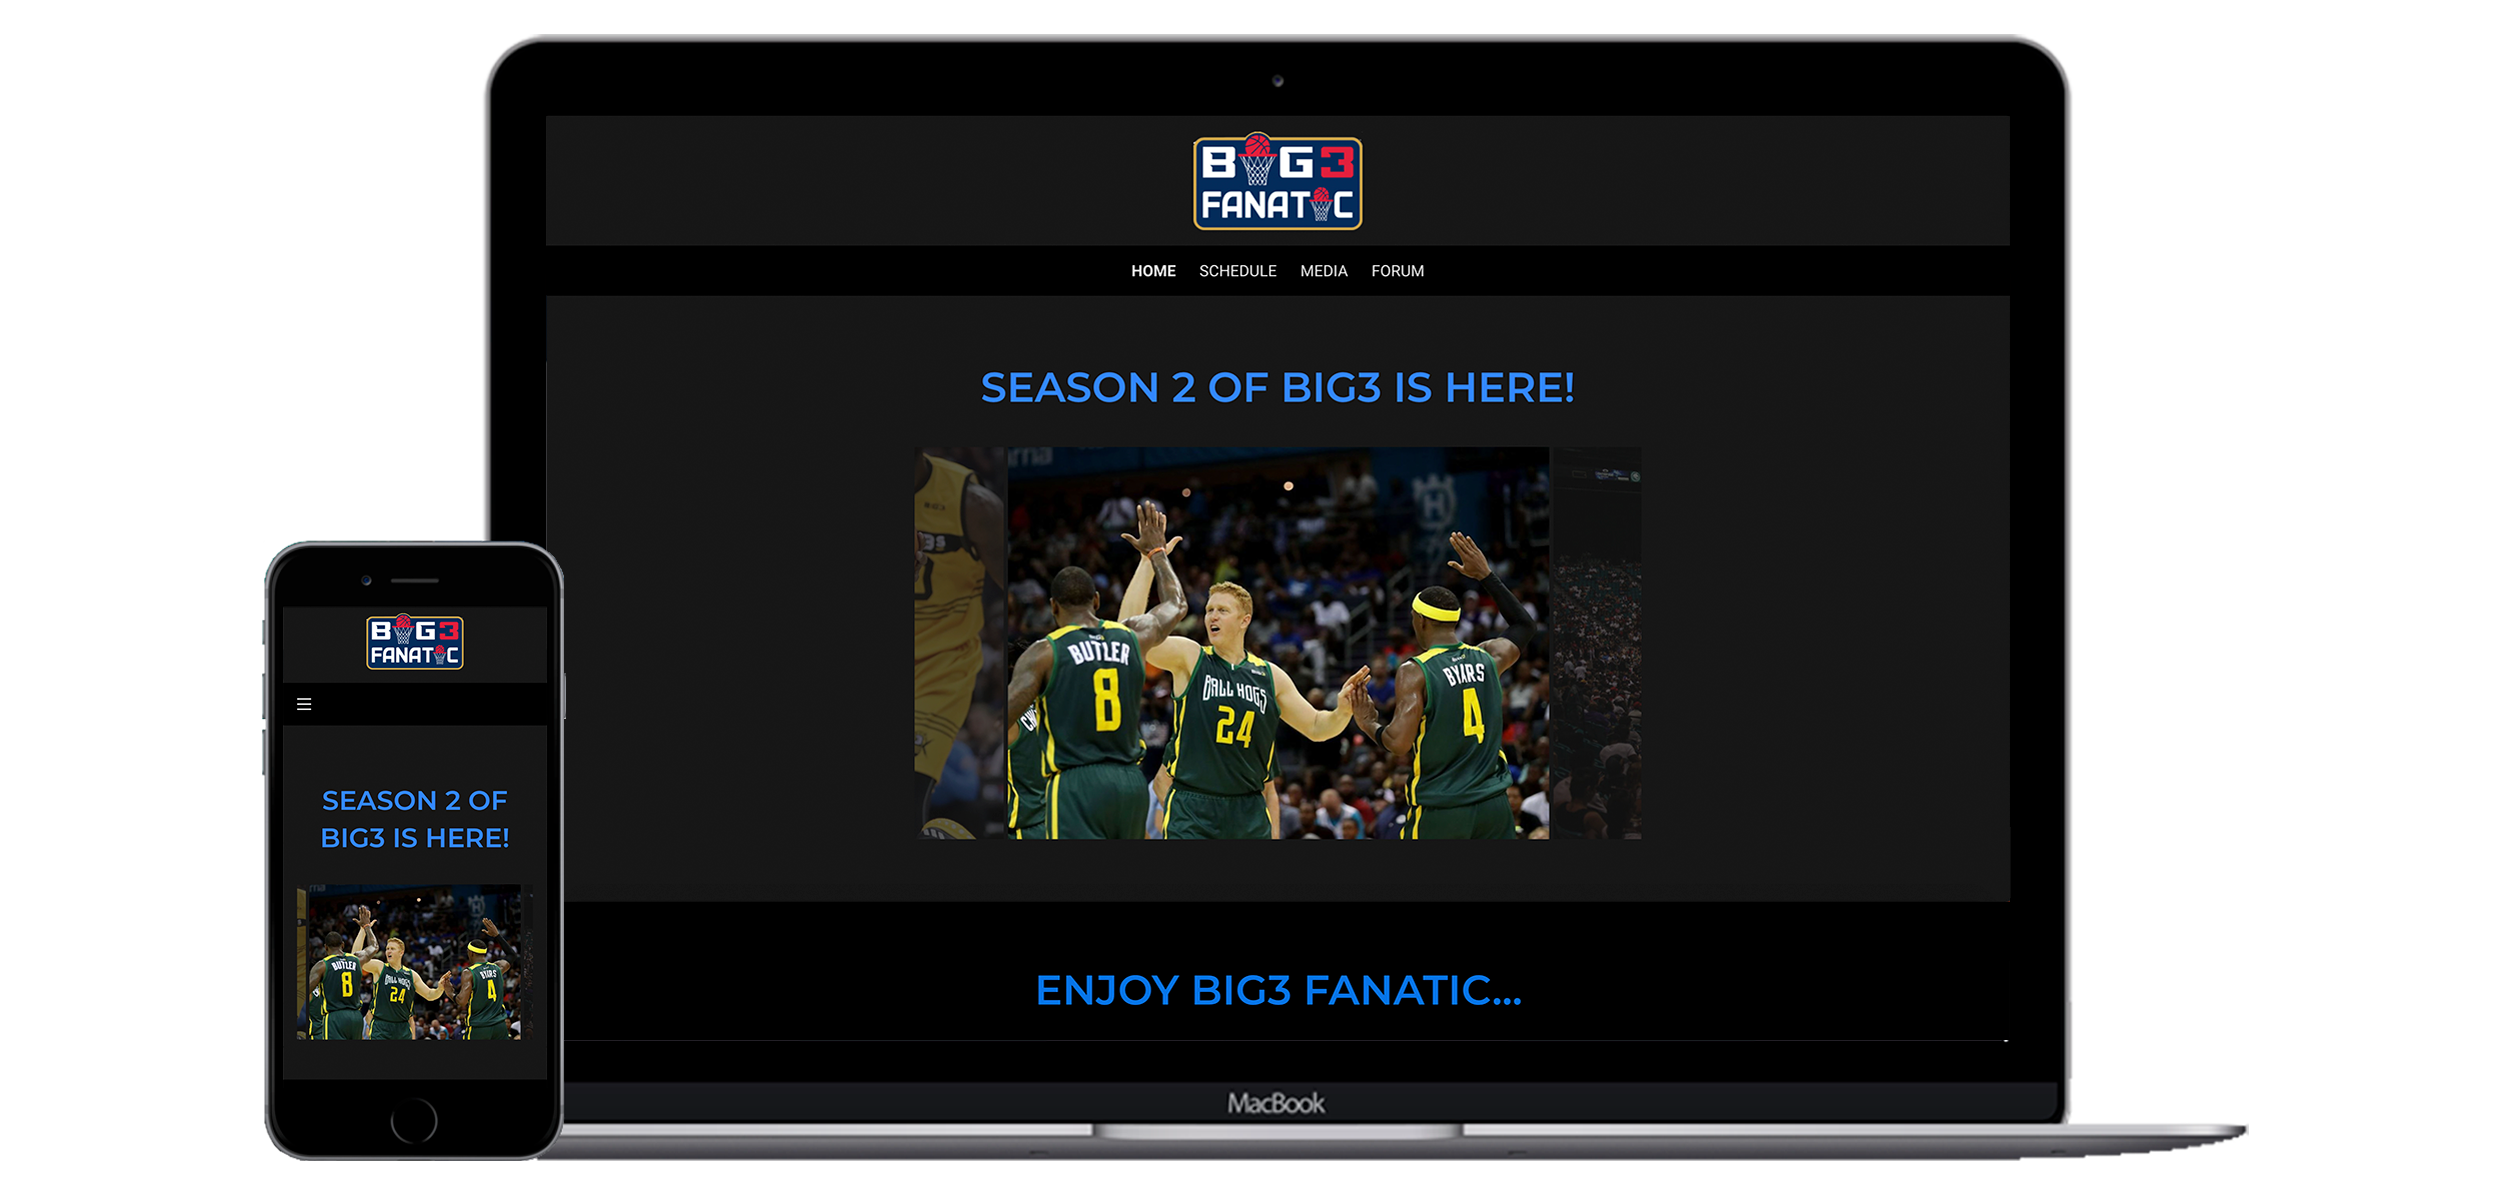 BIG3
FANATIC
HOME SCHEDULE MEDIA FORUM
SEASON 2 OF BIG3 IS HERE!
BUTLER
8
BALL HOGS
24
BYARS
4
ENJOY BIG3 FANATIC...
MacBook
BIG3
FANATIC
SEASON 2 OF
BIG3 IS HERE!
BUTLER
8
BALL HOGS
24
BYARS
4